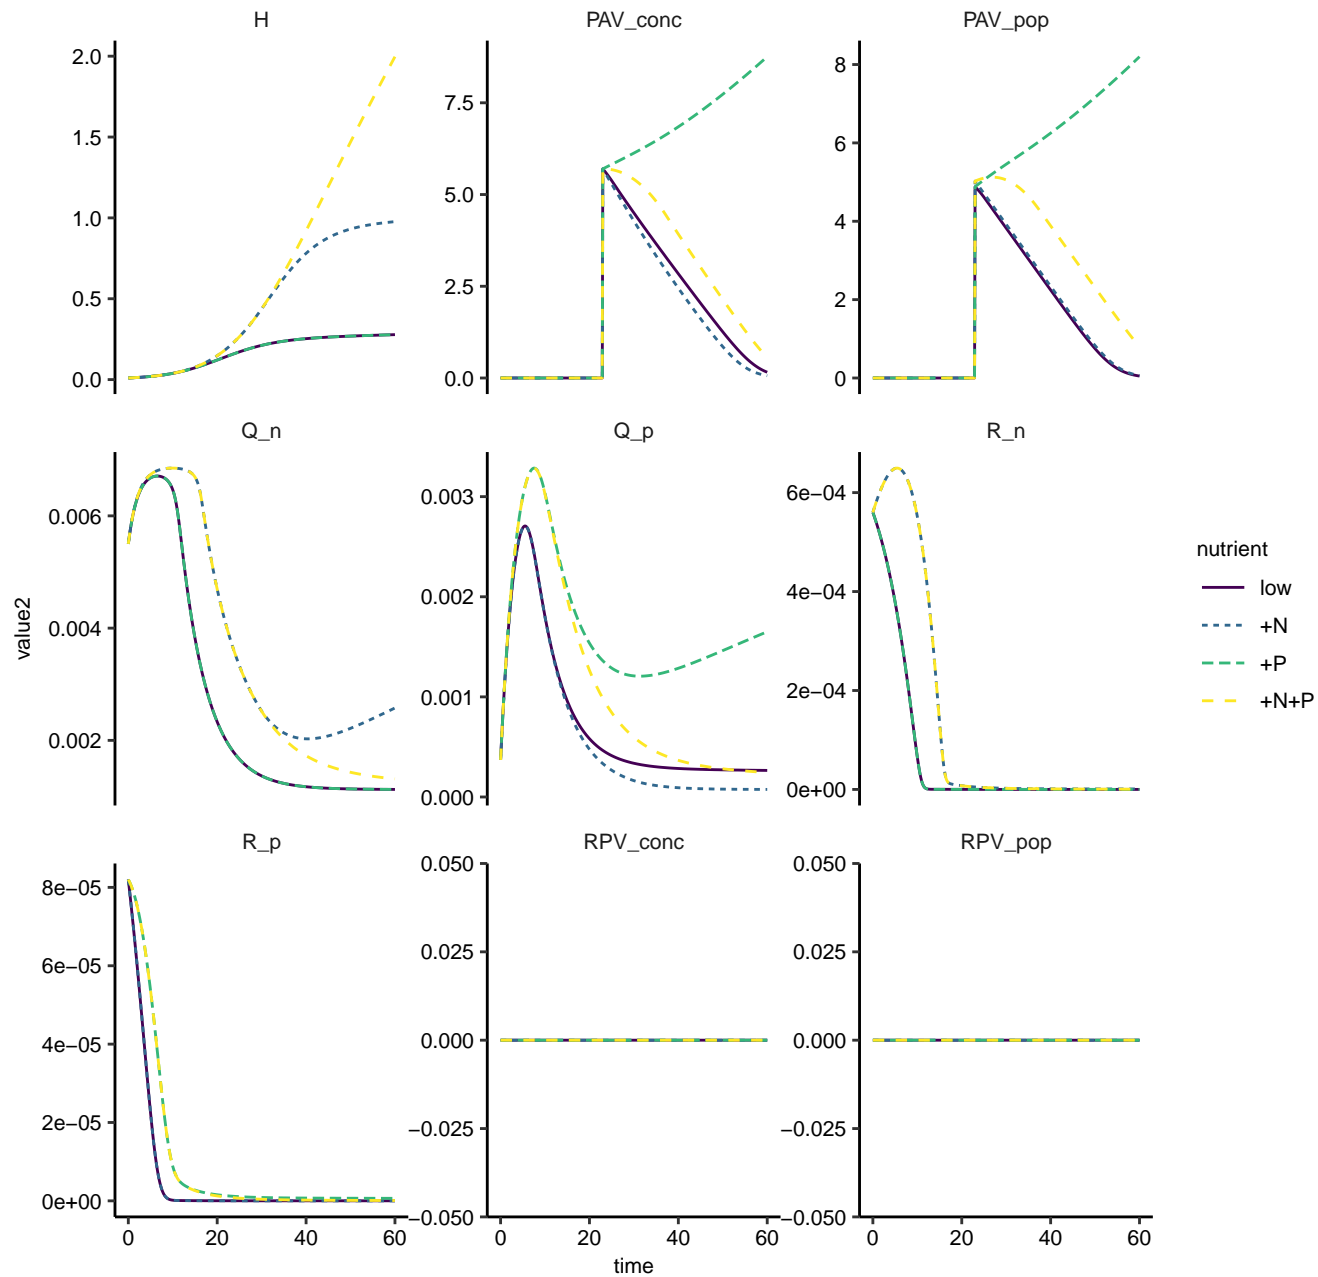 H PAV_conc PAV_pop
2.0
1.5
1.0
0.5
0.0
7.5
5.0
2.5
0.0
8
6
4
2
0
Q_n Q_p R_n
0.006
0.004
0.002
0.003
0.002
0.001
0.000
6e−04
4e−04
2e−04
0e+00
R_p RPV_conc RPV_pop
8e−05
6e−05
4e−05
2e−05
0e+00
0.050
0.025
0.000
−0.025
−0.050
0.050
0.025
0.000
−0.025
−0.050
0 20 40 60
0 20 40 60
0 20 40 60
time
value2
nutrient
low
+N
+P
+N+P